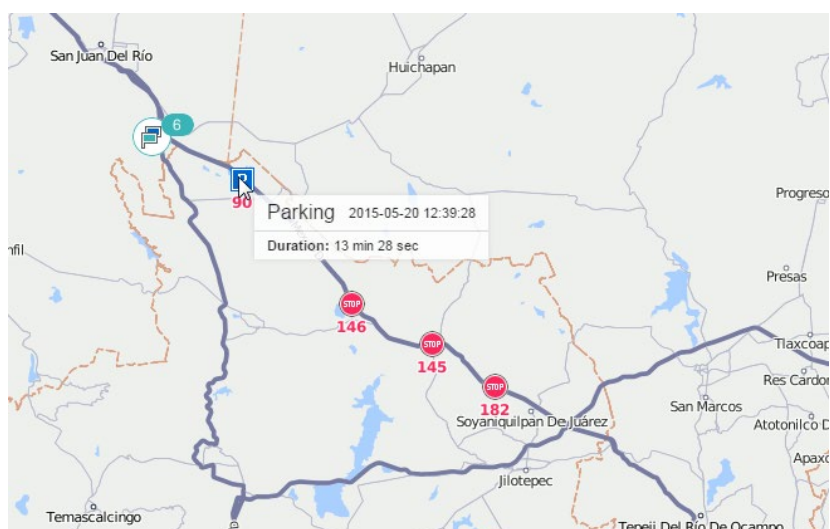 San Juan Del Río
Huichapan
6
P
90
Parking 2015-05-20 12:39:28
Duration: 13 min 28 sec
Progreso
nfil
Presas
STOP
146
STOP
145
Tlaxcoap
STOP
182
Res Cardon
Soyaniquilpan De Juárez
San Marcos
Atotonilco D
Jilotepec
Apaxc
Temascalcingo
Tepeji Del Río De Ocampo